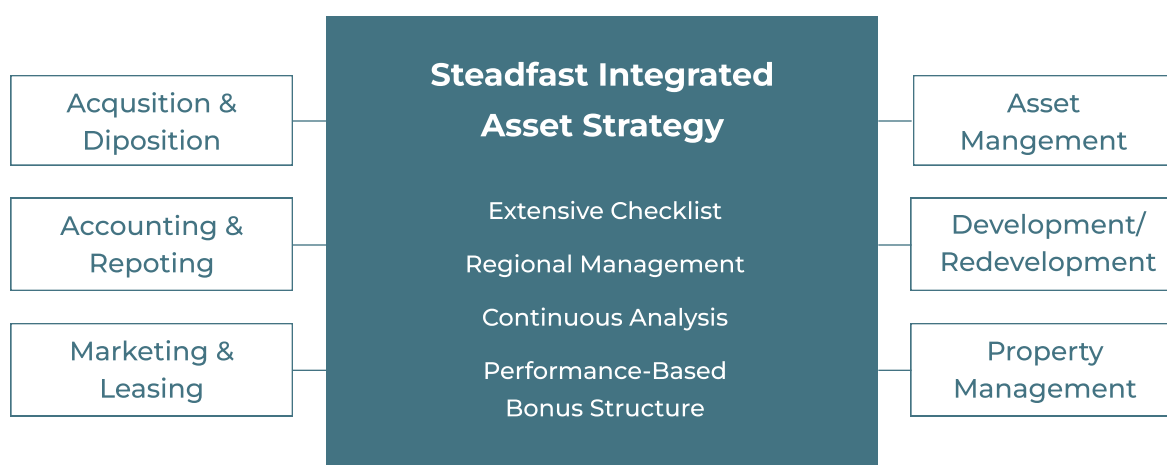 Acqusition &
Diposition
Accounting &
Repoting
Marketing &
Leasing
Steadfast Integrated
Asset Strategy
Extensive Checklist
Regional Management
Continuous Analysis
Performance-Based
Bonus Structure
Asset
Mangement
Development/
Redevelopment
Property
Management